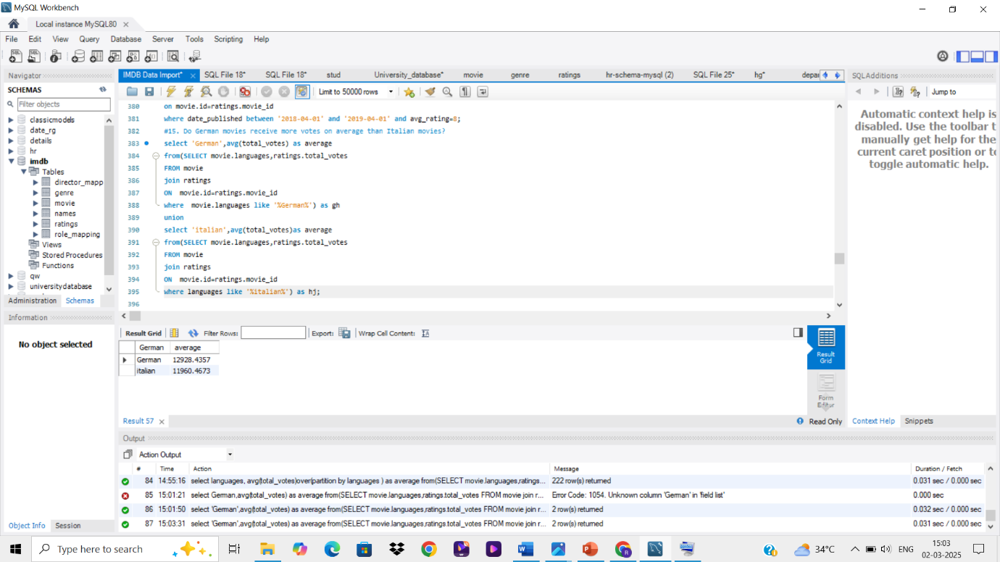 MySQL Workbench
Local instance MySQL80
File Edit View Query Database Server Tools Scripting Help
Navigator
SCHEMAS
Filter objects
classicmodels
date_rg
details
hr
imdb
Tables
director_mapp
genre
movie
names
ratings
role_mapping
Views
Stored Procedures
Functions
qw
universitydatabase
Administration Schemas
Information
No object selected
Object Info Session
IMDB Data Import* SQL File 18* SQL File 18* stud University_database* movie genre ratings hr-schema-mysql (2) SQL File 25* hg* depar
Limit to 50000 rows
380 on movie.id=ratings.movie_id
381 where date_published between '2018-04-01' and '2019-04-01' and avg_rating=8;
382 #15. Do German movies receive more votes on average than Italian movies?
383 select 'German',avg(total_votes) as average
384 from(SELECT movie.languages,ratings.total_votes
385 FROM movie
386 join ratings
387 ON movie.id=ratings.movie_id
388 where movie.languages like '%German%') as gh
389 union
390 select 'italian',avg(total_votes)as average
391 from(SELECT movie.languages,ratings.total_votes
392 FROM movie
393 join ratings
394 ON movie.id=ratings.movie_id
395 where languages like '%italian%') as hj;
396
Result Grid Filter Rows: Export: Wrap Cell Content:
German average
German 12928.4357
italian 11960.4673
Result Grid
Form Editor
Result 57
Read Only
Output
Action Output
# Time Action Message Duration / Fetch
84 14:55:16 select languages, avg(total_votes)over(partition by languages ) as average from(SELECT movie.languages,ratings... 222 row(s) returned 0.031 sec / 0.000 sec
85 15:01:21 select German,avg(total_votes) as average from(SELECT movie.languages,ratings.total_votes FROM movie join r... Error Code: 1054. Unknown column 'German' in 'field list' 0.000 sec
86 15:01:50 select 'German',avg(total_votes) as average from(SELECT movie.languages,ratings.total_votes FROM movie join r... 2 row(s) returned 0.032 sec / 0.000 sec
87 15:03:31 select 'German',avg(total_votes) as average from(SELECT movie.languages,ratings.total_votes FROM movie join r... 2 row(s) returned 0.031 sec / 0.000 sec
SQLAdditions
Jump to
Automatic context help is
disabled. Use the toolbar t
manually get help for the
current caret position or to
toggle automatic help.
Context Help Snippets
Type here to search
34°C
ENG
15:03
02-03-2025